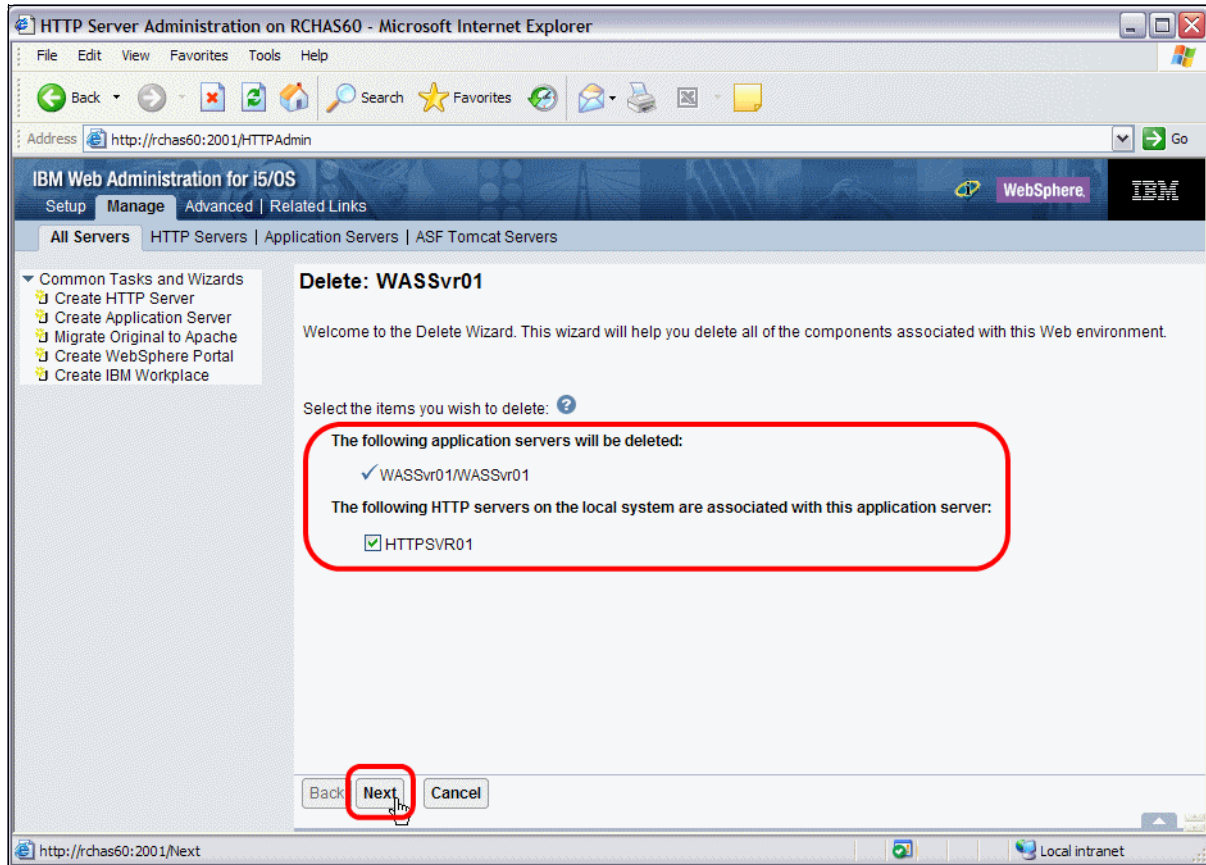 HTTP Server Administration on RCHAS60 - Microsoft Internet Explorer
File Edit View Favorites Tools Help
Back Search Favorites
Address http://rchas60:2001/HTTPAdmin Go
IBM Web Administration for i5/OS
WebSphere. IBM
Setup Manage Advanced | Related Links
All Servers HTTP Servers | Application Servers | ASF Tomcat Servers
Common Tasks and Wizards
Create HTTP Server
Create Application Server
Migrate Original to Apache
Create WebSphere Portal
Create IBM Workplace
Delete: WASSvr01
Welcome to the Delete Wizard. This wizard will help you delete all of the components associated with this Web environment.
Select the items you wish to delete: ?
The following application servers will be deleted:
WASSvr01/WASSvr01
The following HTTP servers on the local system are associated with this application server:
HTTPSVR01
Back Next Cancel
http://rchas60:2001/Next Local intranet